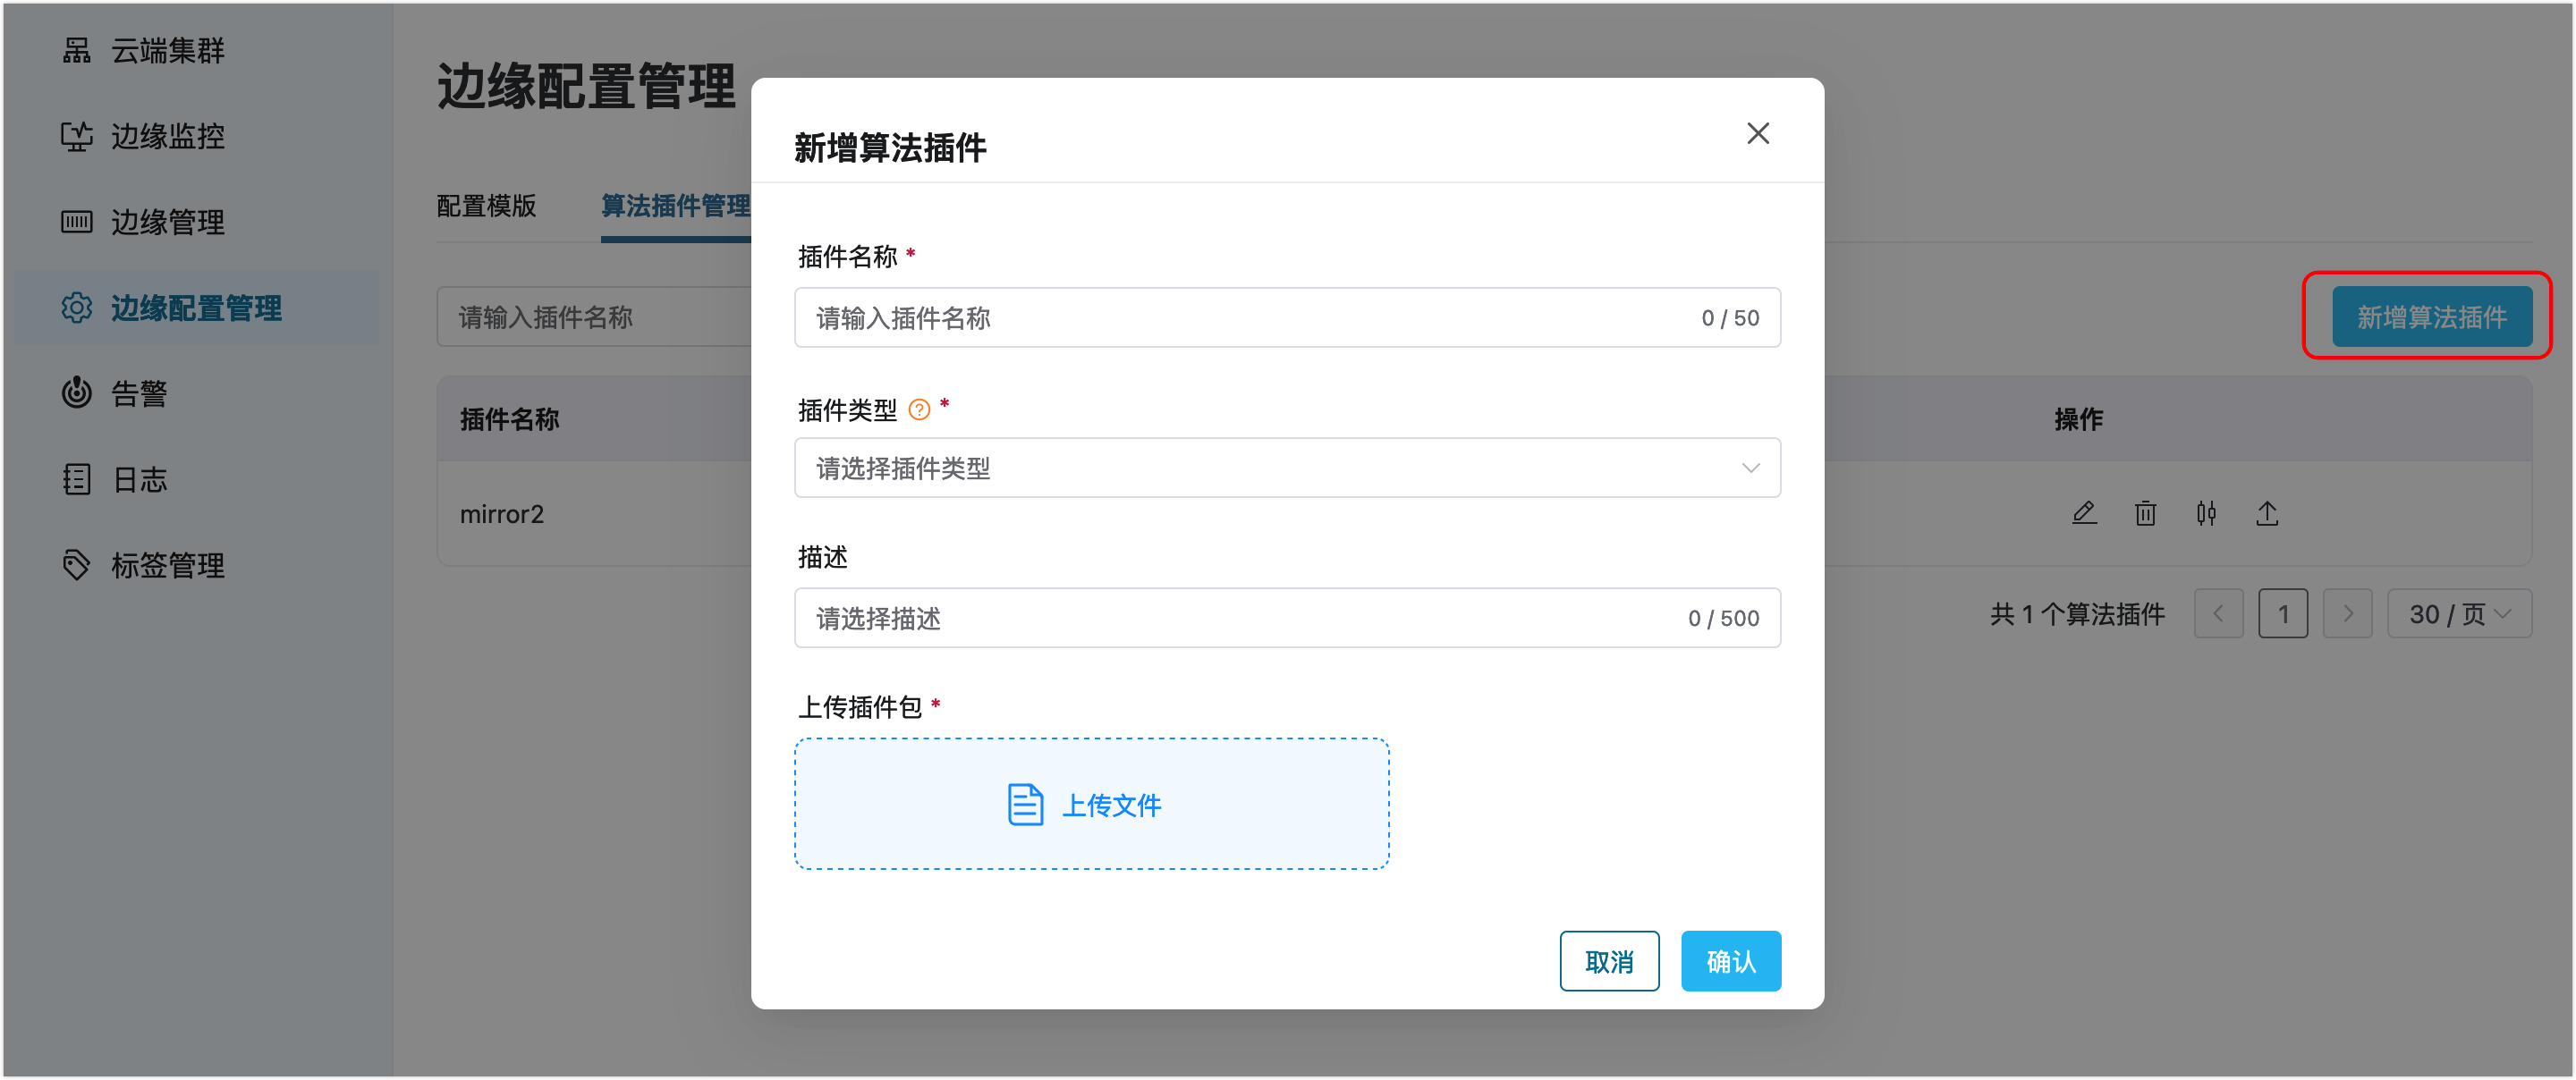 云端集群
边缘监控
边缘管理
边缘配置管理
告警
日志
标签管理
边缘配置管理
配置模版
算法插件管理
请输入插件名称
新增算法插件
插件名称
操作
mirror2
共 1 个算法插件
1
30 / 页
新增算法插件
插件名称 *
请输入插件名称
0 / 50
插件类型 ? *
请选择插件类型
描述
请选择描述
0 / 500
上传插件包 *
上传文件
取消
确认